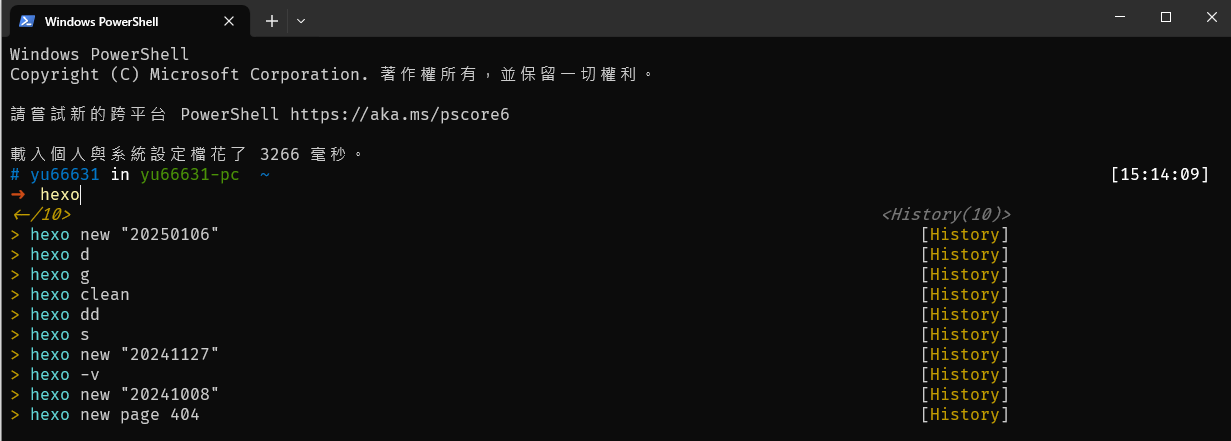 Windows PowerShell
Windows PowerShell
Copyright (C) Microsoft Corporation. 著作權所有，並保留一切權利。
請嘗試新的跨平台 PowerShell https://aka.ms/pscore6
載入個人與系統設定檔花了 3266 毫秒。
# yu66631 in yu66631-pc ~ [15:14:09]
➜ hexo
<-/10> <History(10)>
> hexo new "20250106" [History]
> hexo d [History]
> hexo g [History]
> hexo clean [History]
> hexo dd [History]
> hexo s [History]
> hexo new "20241127" [History]
> hexo -v [History]
> hexo new "20241008" [History]
> hexo new page 404 [History]